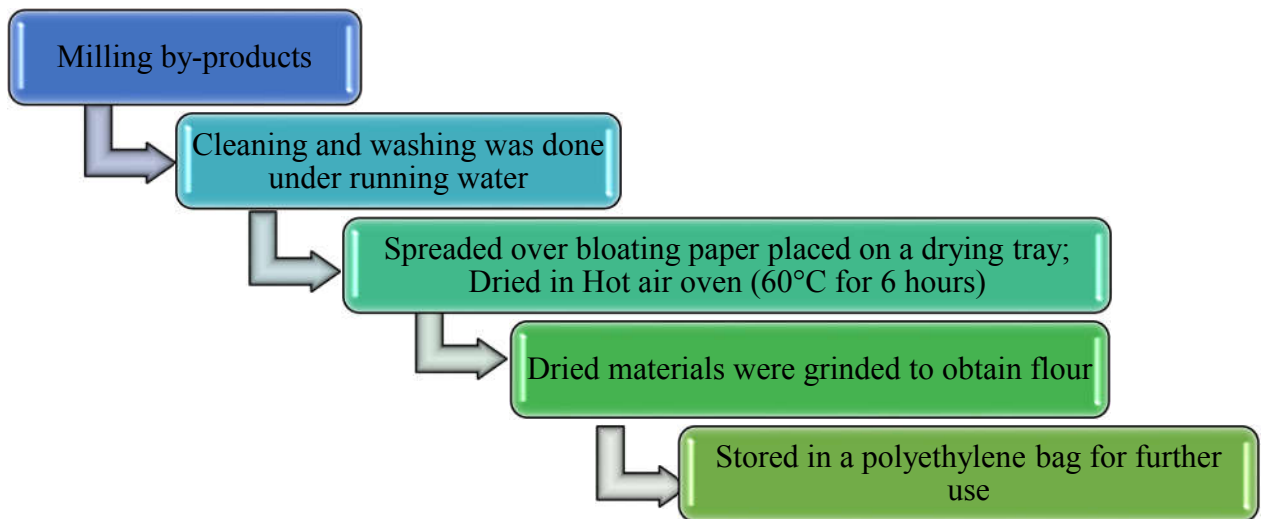 Milling by-products
Cleaning and washing was done
under running water
Spreaded over bloating paper placed on a drying tray;
Dried in Hot air oven (60°C for 6 hours)
Dried materials were grinded to obtain flour
Stored in a polyethylene bag for further
use